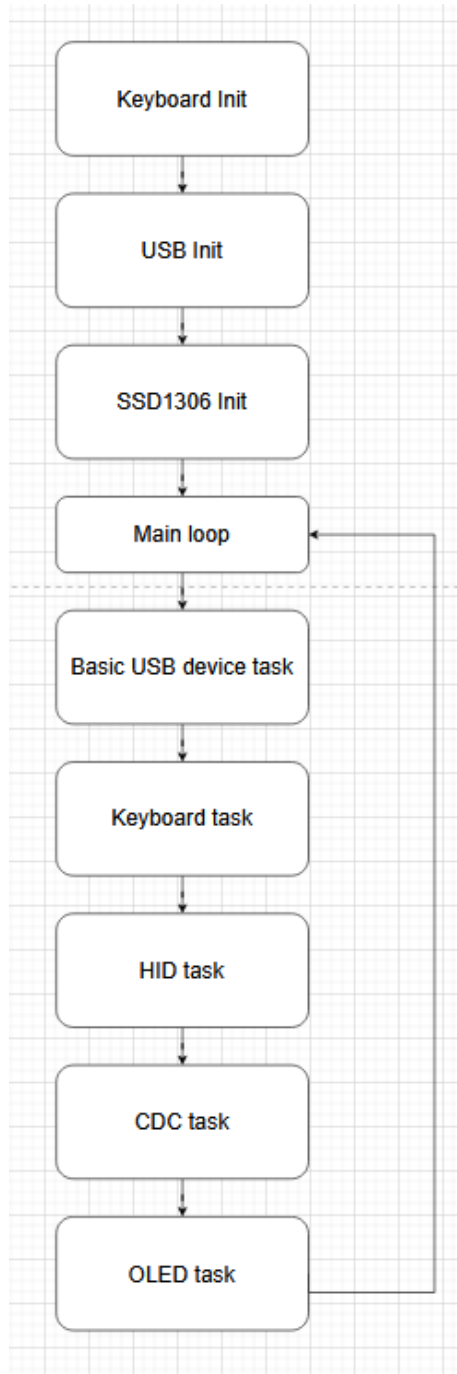 Keyboard Init
USB Init
SSD1306 Init
Main loop
Basic USB device task
Keyboard task
HID task
CDC task
OLED task